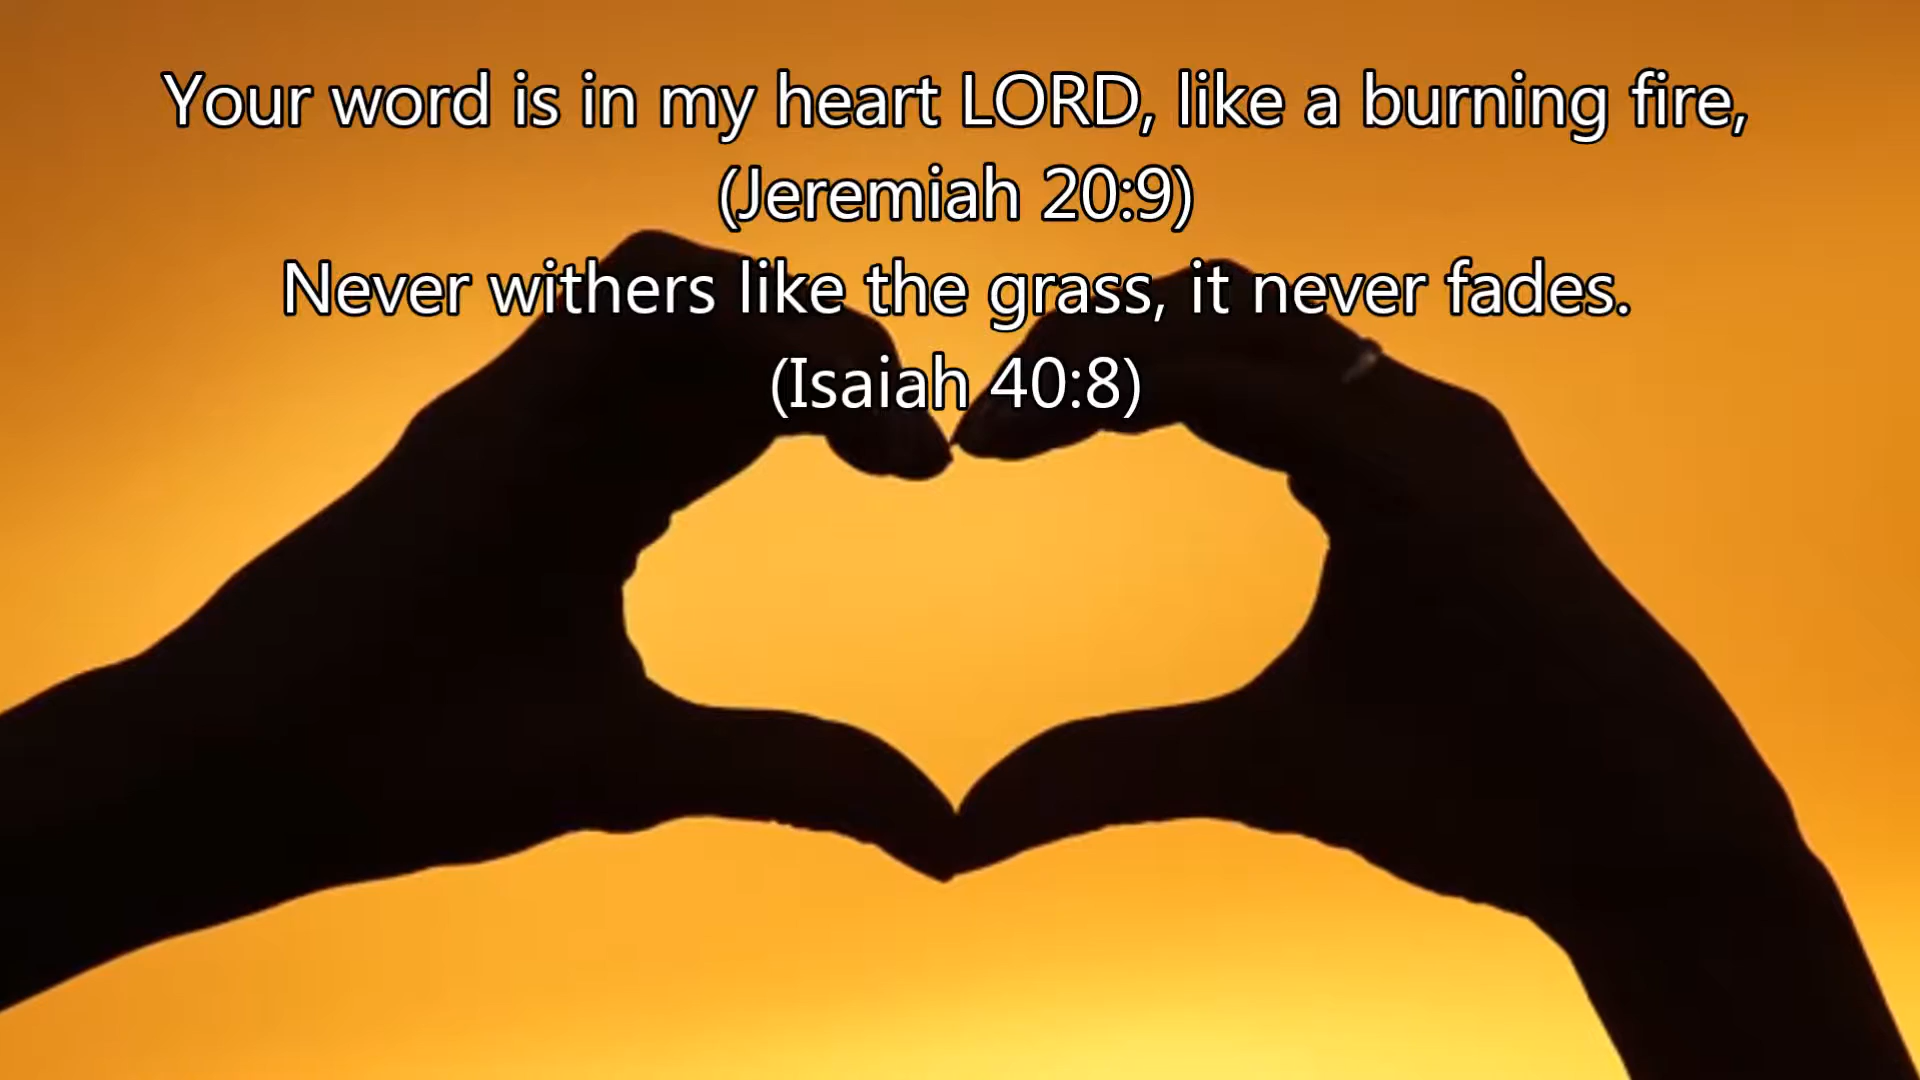 Your word is in my heart LORD, like a burning fire,
(Jeremiah 20:9)
Never withers like the grass, it never fades.
(Isaiah 40:8)